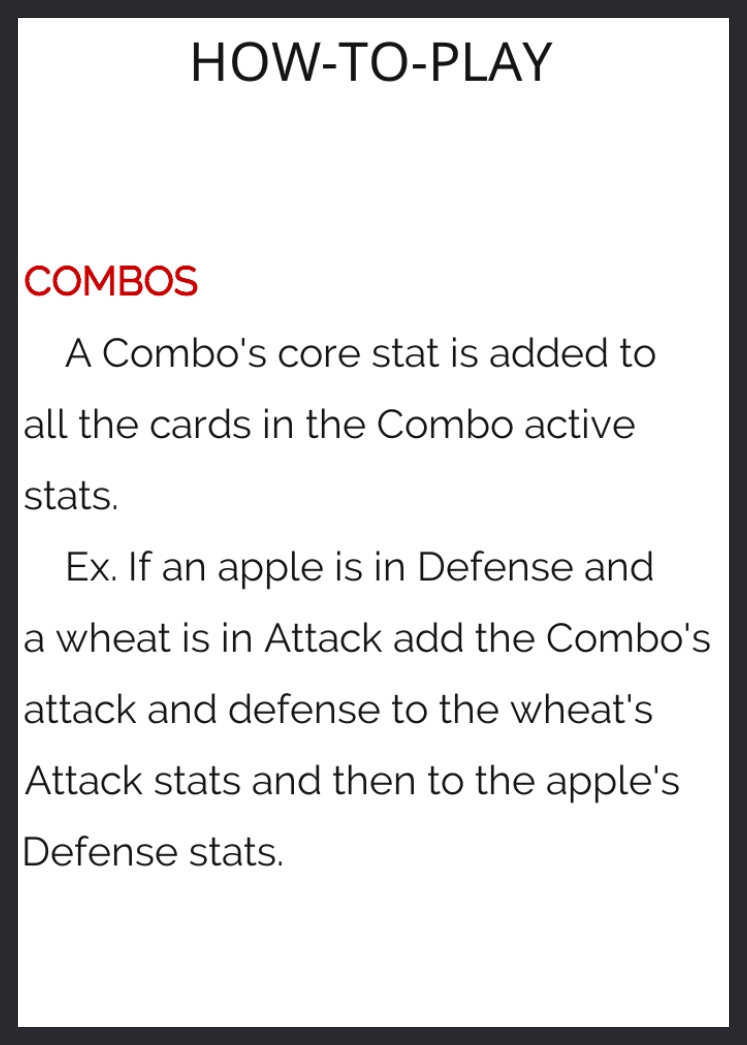 HOW-TO-PLAY
COMBOS
A Combo's core stat is added to
all the cards in the Combo active
stats.
Ex. If an apple is in Defense and
a wheat is in Attack add the Combo's
attack and defense to the wheat's
Attack stats and then to the apple's
Defense stats.